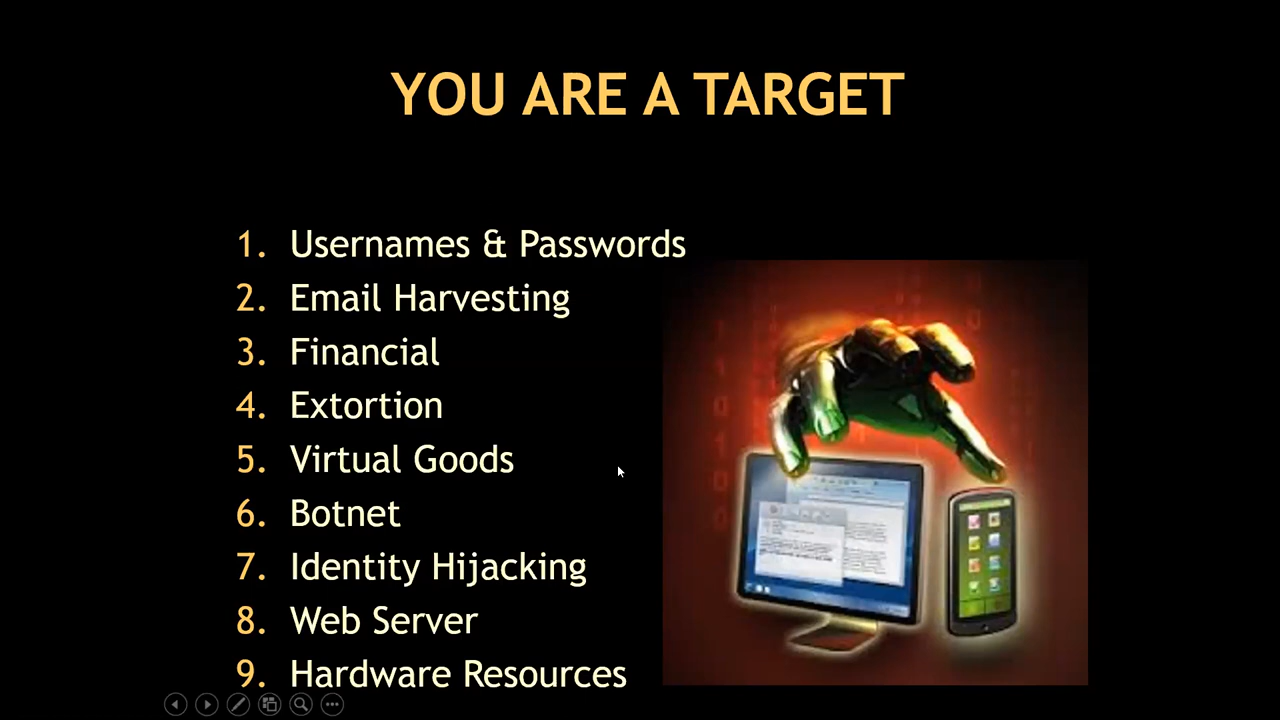 YOU ARE A TARGET
1. Usernames & Passwords
2. Email Harvesting
3. Financial
4. Extortion
5. Virtual Goods
6. Botnet
7. Identity Hijacking
8. Web Server
9. Hardware Resources